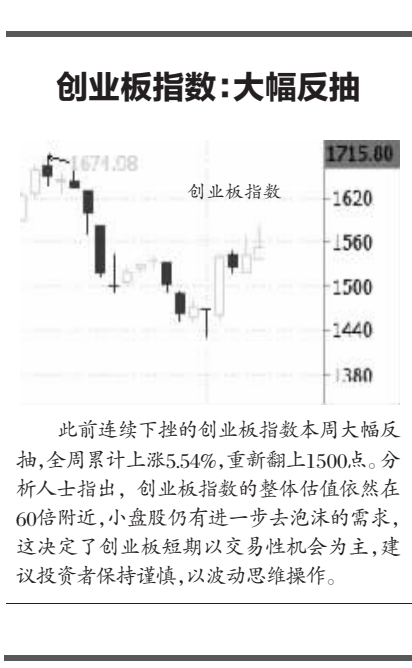 创业板指数：大幅反抽
1674.08
1715.80
创业板指数
1620
1560
1500
1440
1380
此前连续下挫的创业板指数本周大幅反
抽，全周累计上涨5.54%，重新翻上1500点。分
析人士指出，创业板指数的整体估值依然在
60倍附近，小盘股仍有进一步去泡沫的需求，
这决定了创业板短期以交易性机会为主，建
议投资者保持谨慎，以波动思维操作。